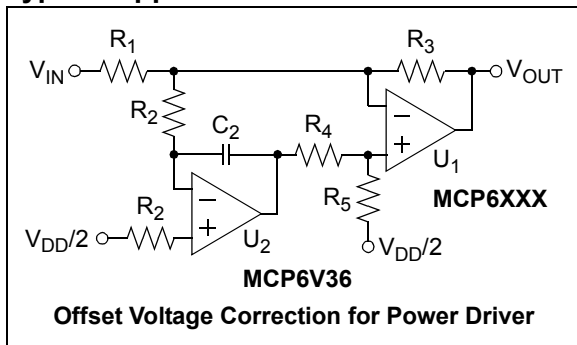 R1
R3
VIN
VOUT
R2
C2
R4
U1
R5
MCP6XXX
R2
U2
VDD/2
VDD/2
MCP6V36
Offset Voltage Correction for Power Driver